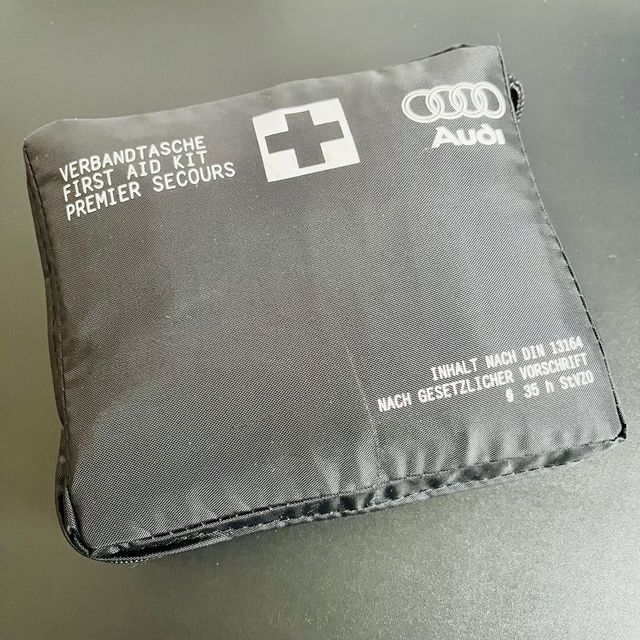 VERBANDTASCHE
FIRST AID KIT
PREMIER SECOURS
Audi
INHALT NACH DIN 13164
NACH GESETZLICHER VORSCHRIFT
§ 35 h StVZO